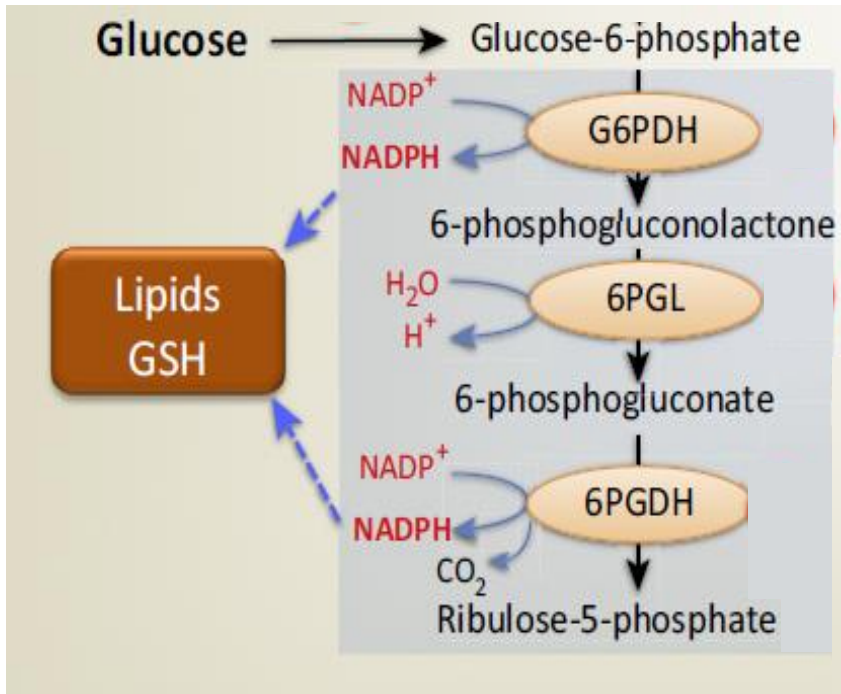 Glucose
Glucose-6-phosphate
NADP⁺
G6PDH
NADPH
6-phosphogluconolactone
Lipids
GSH
H₂O
6PGL
H⁺
6-phosphogluconate
NADP⁺
6PGDH
NADPH
CO₂
Ribulose-5-phosphate